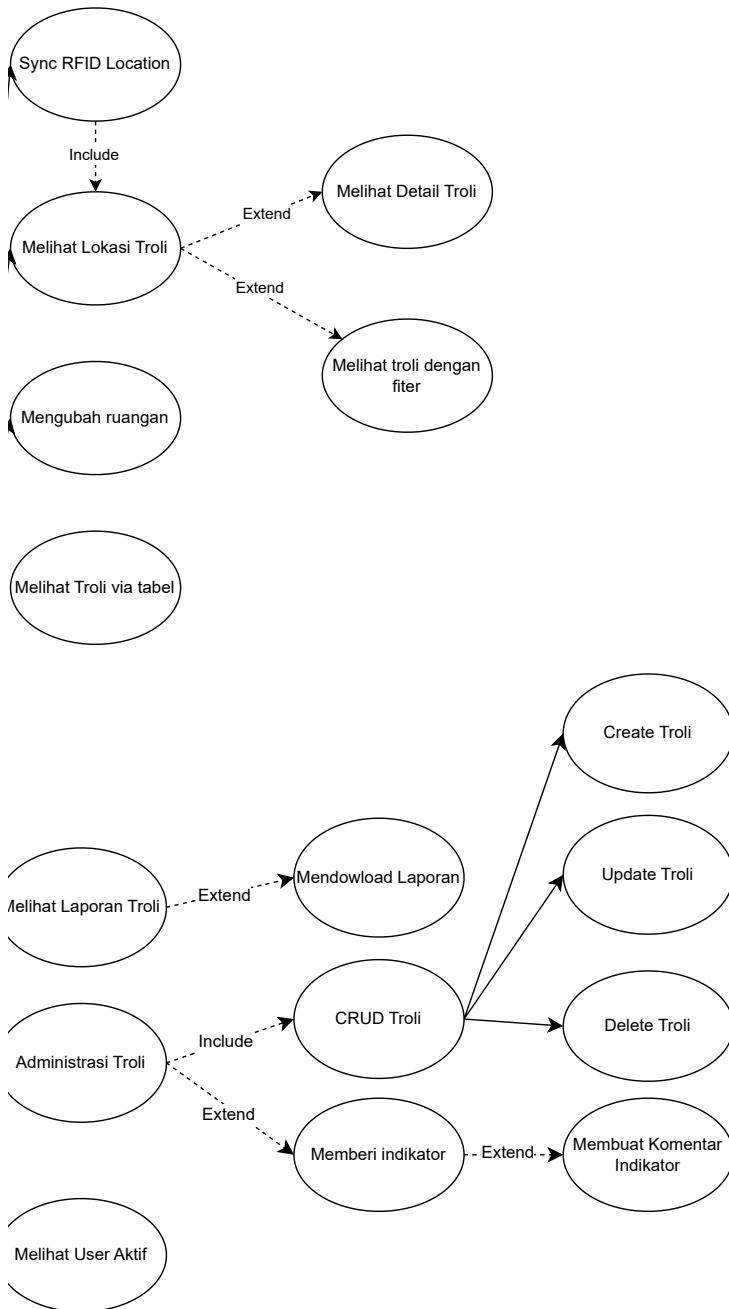 Sync RFID Location
Include
Melihat Detail Troli
Extend
Melihat Lokasi Troli
Extend
Melihat troli dengan
fiter
Mengubah ruangan
Melihat Troli via tabel
Create Troli
Mendowload Laporan
Update Troli
Extend
Melihat Laporan Troli
CRUD Troli
Delete Troli
Include
Administrasi Troli
Extend
Memberi indikator
Extend
Membuat Komentar
Indikator
Melihat User Aktif